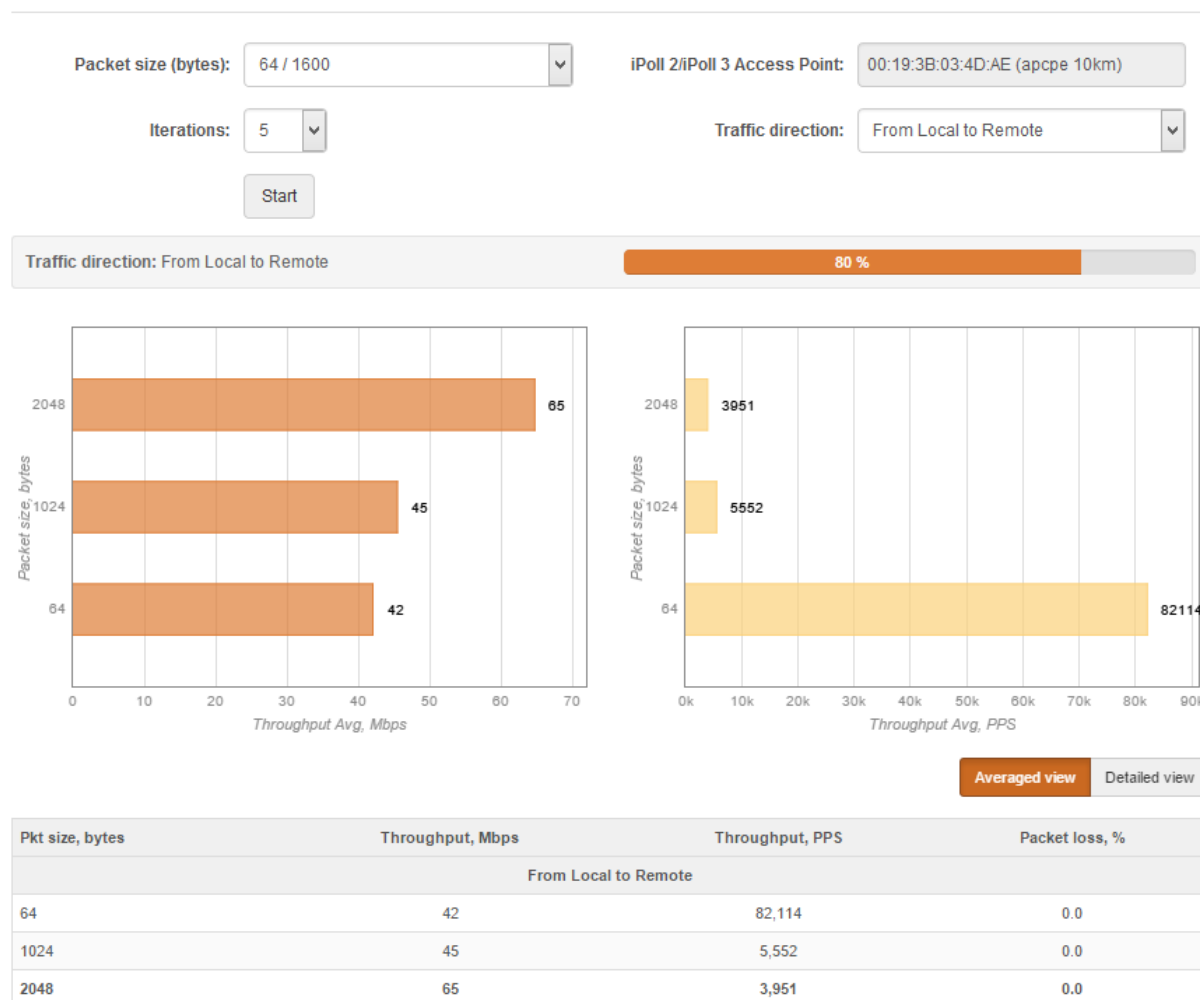 Packet size (bytes): 64 / 1600 iPoll 2/iPoll 3 Access Point: 00:19:3B:03:4D:AE (apcpe 10km)
Iterations: 5 Traffic direction: From Local to Remote
Start
Traffic direction: From Local to Remote 80 %
2048 65
1024 45
64 42
Packet size, bytes
0 10 20 30 40 50 60 70
Throughput Avg, Mbps
2048 3951
1024 5552
64 82114
Packet size, bytes
0k 10k 20k 30k 40k 50k 60k 70k 80k 90k
Throughput Avg, PPS
Averaged view Detailed view
Pkt size, bytes Throughput, Mbps Throughput, PPS Packet loss, %
From Local to Remote
64 42 82,114 0.0
1024 45 5,552 0.0
2048 65 3,951 0.0